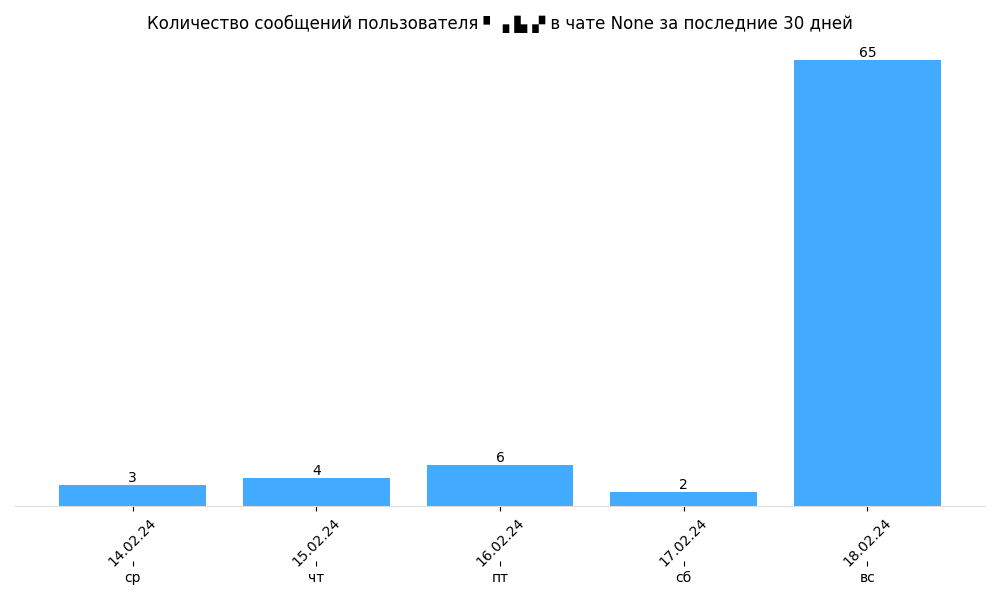 Количество сообщений пользователя ▘▗ ▙ ▞ в чате None за последние 30 дней
65
3
4
6
2
14.02.24
15.02.24
16.02.24
17.02.24
18.02.24
ср
чт
пт
сб
вс